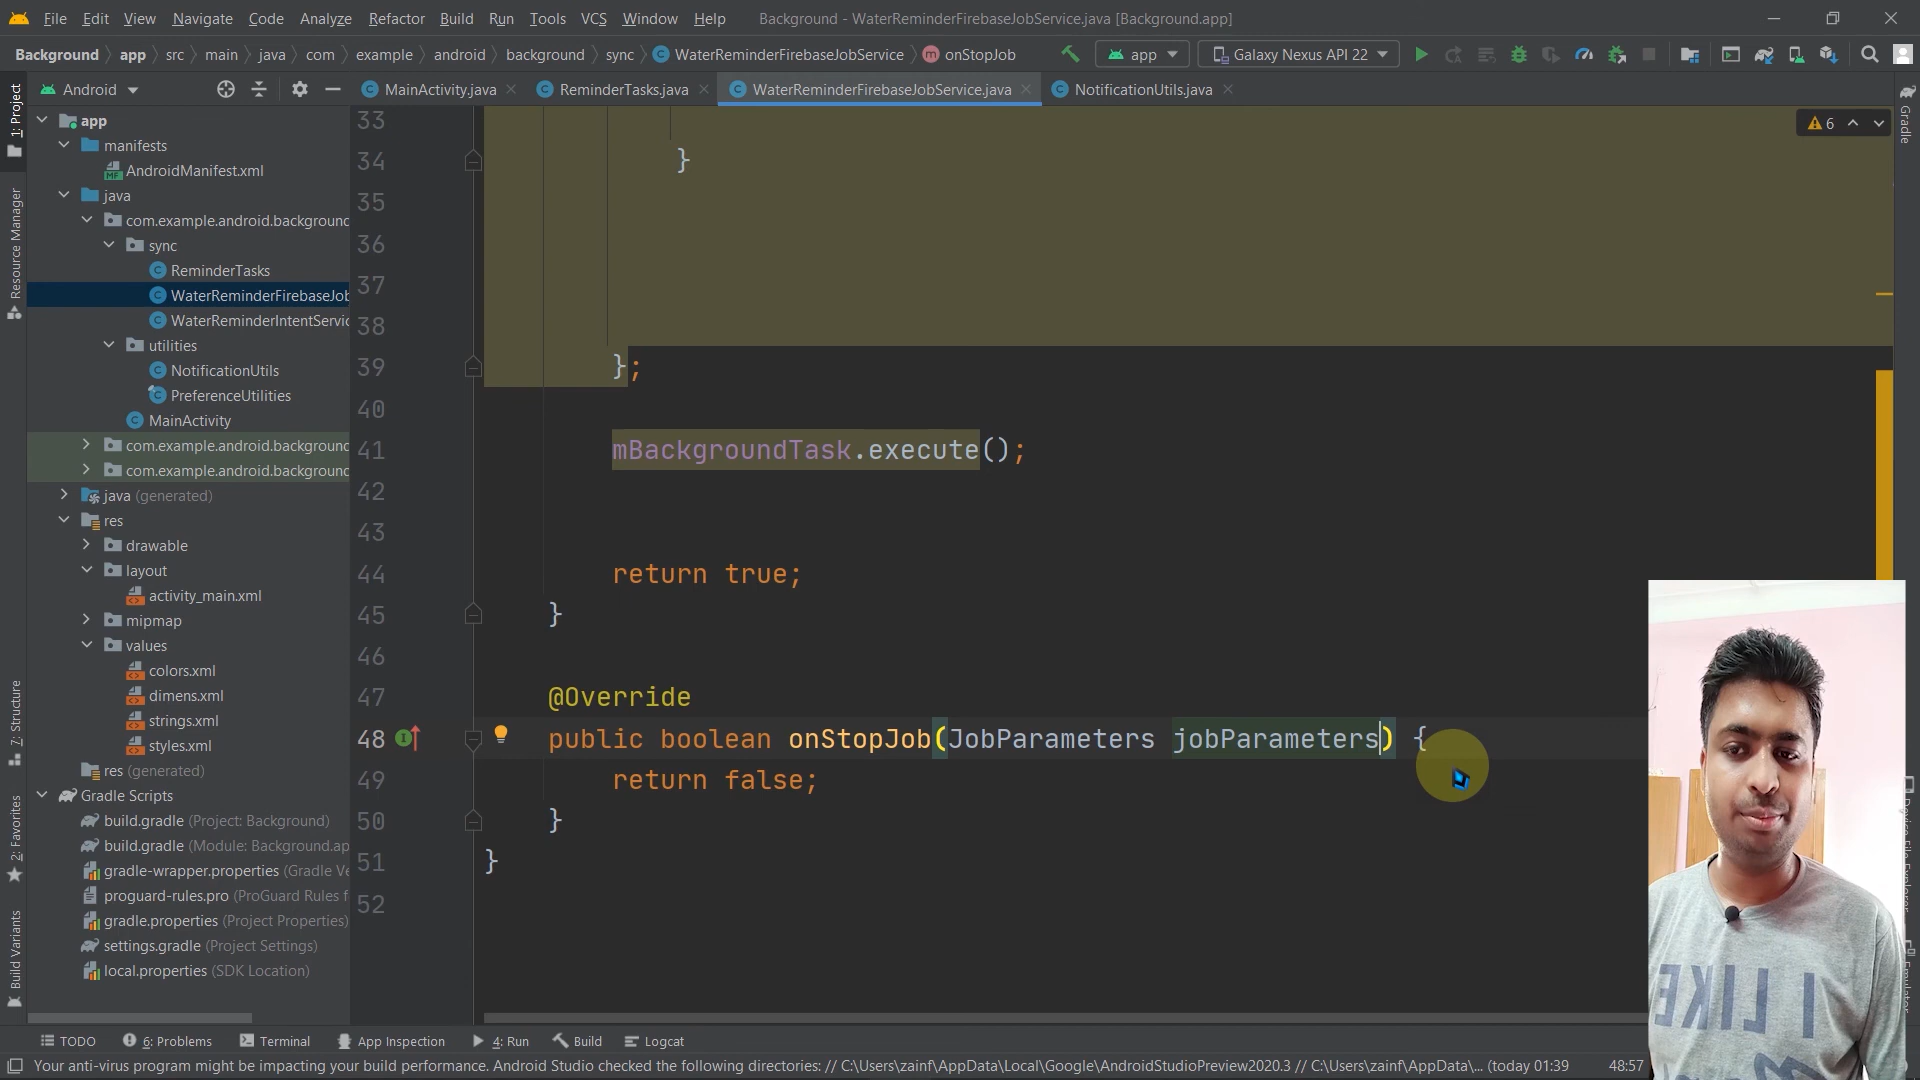 File Edit View Navigate Code Analyze Refactor Build Run Tools VCS Window Help Background - WaterReminderFirebaseJobService.java [Background.app]
Background app src main java com example android background sync WaterReminderFirebaseJobService onStopJob app Galaxy Nexus API 22
Android MainActivity.java ReminderTasks.java WaterReminderFirebaseJobService.java NotificationUtils.java
1: Project
Resource Manager
7: Structure
2: Favorites
Build Variants
app
manifests
AndroidManifest.xml
java
com.example.android.background
sync
ReminderTasks
WaterReminderFirebaseJob
WaterReminderIntentServic
utilities
NotificationUtils
PreferenceUtilities
MainActivity
com.example.android.background
com.example.android.background
java (generated)
res
drawable
layout
activity_main.xml
mipmap
values
colors.xml
dimens.xml
strings.xml
styles.xml
res (generated)
Gradle Scripts
build.gradle (Project: Background)
build.gradle (Module: Background.ap
gradle-wrapper.properties (Gradle Ve
proguard-rules.pro (ProGuard Rules f
gradle.properties (Project Properties)
settings.gradle (Project Settings)
local.properties (SDK Location)
6
33
34 }
35
36
37
38
39 };
40
41 mBackgroundTask.execute();
42
43
44 return true;
45 }
46
47 @Override
48 public boolean onStopJob(JobParameters jobParameters) {
49 return false;
50 }
51 }
52
Gradle
I LIKE
TODO 6: Problems Terminal App Inspection 4: Run Build Logcat
Your anti-virus program might be impacting your build performance. Android Studio checked the following directories: // C:\Users\zainf\AppData\Local\Google\AndroidStudioPreview2020.3 // C:\Users\zainf\AppData\... (today 01:39 48:57